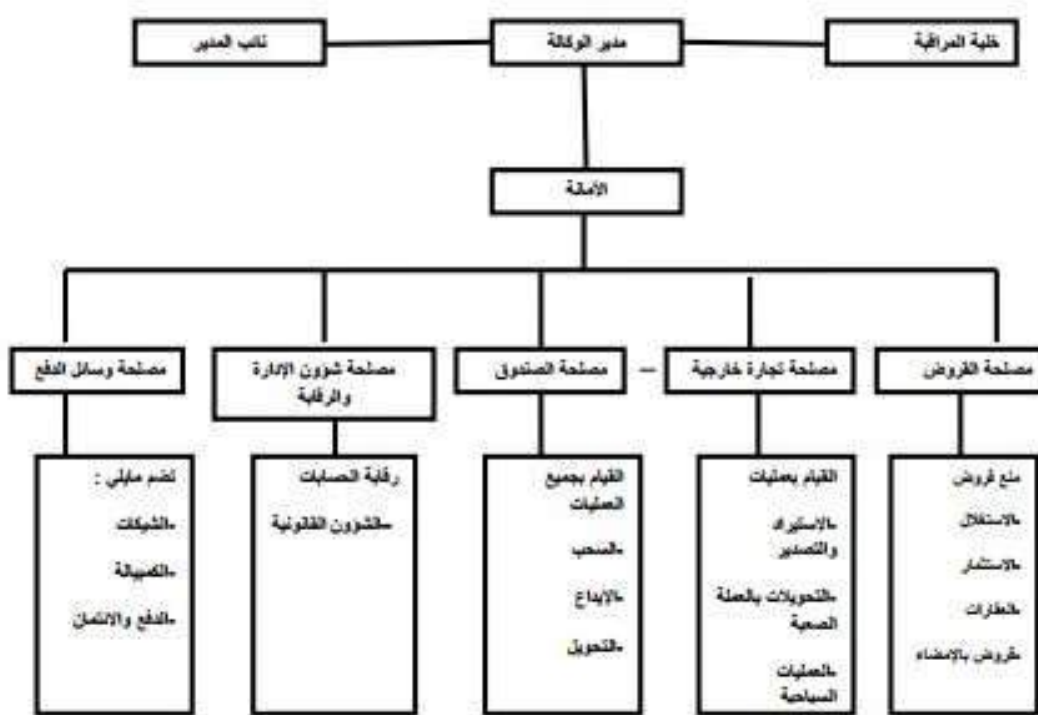 خلية المراقبة
مدير الوكالة
نائب المدير
الأمانة
مصلحة القروض
مصلحة تجارة خارجية
مصلحة الصندوق
مصلحة شؤون الإدارة
والرقابة
مصلحة وسائل الدفع
منح قروض
-الاستغلال
-الاستثمار
-العقارات
-قروض بالإمضاء
القيام بعمليات
-الاستيراد
والتصدير
-التحويلات بالعملة
الصعبة
-العمليات
السياحية
القيام بجميع
العمليات
-السحب
-الإيداع
-التحويل
رقابة الحسابات
-الشؤون القانونية
تضم مايلي :
-الشيكات
-الكمبيالة
-الدفع والائتمان